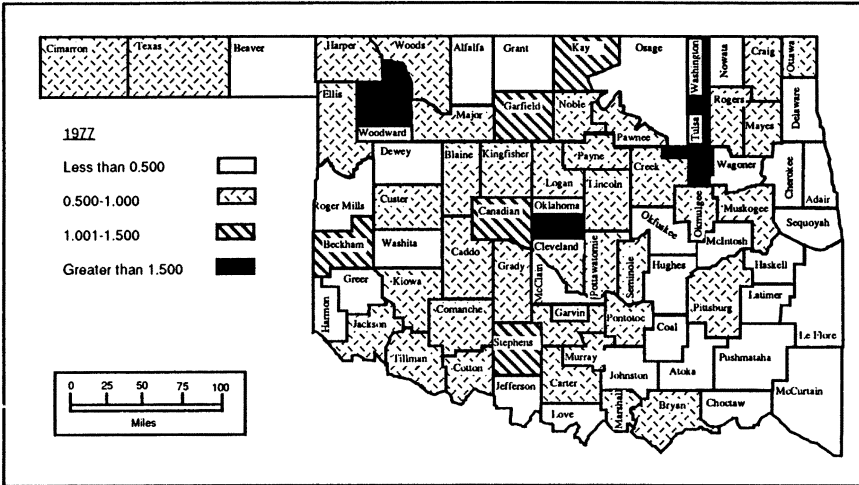 Cimarron
Texas
Beaver
Harper
Woods
Alfalfa
Grant
Kay
Osage
Washington
Nowata
Craig
Ottawa
Ellis
Woodward
Major
Garfield
Noble
Pawnee
Tulsa
Rogers
Mayes
Delaware
1977
Less than 0.500
0.500-1.000
1.001-1.500
Greater than 1.500
Dewey
Blaine
Kingfisher
Logan
Payne
Lincoln
Creek
Wagoner
Cherokee
Adair
Roger Mills
Custer
Canadian
Oklahoma
Okfuskee
Okmulgee
Muskogee
Sequoyah
Beckham
Washita
Caddo
Grady
Cleveland
McClain
Pottawatomie
Seminole
Hughes
McIntosh
Haskell
Greer
Kiowa
Harmon
Jackson
Comanche
Garvin
Pontotoc
Pittsburg
Latimer
Le Flore
Tillman
Cotton
Stephens
Murray
Coal
Jefferson
Carter
Johnston
Atoka
Pushmataha
McCurtain
Love
Marshall
Bryan
Choctaw
0 25 50 75 100
Miles